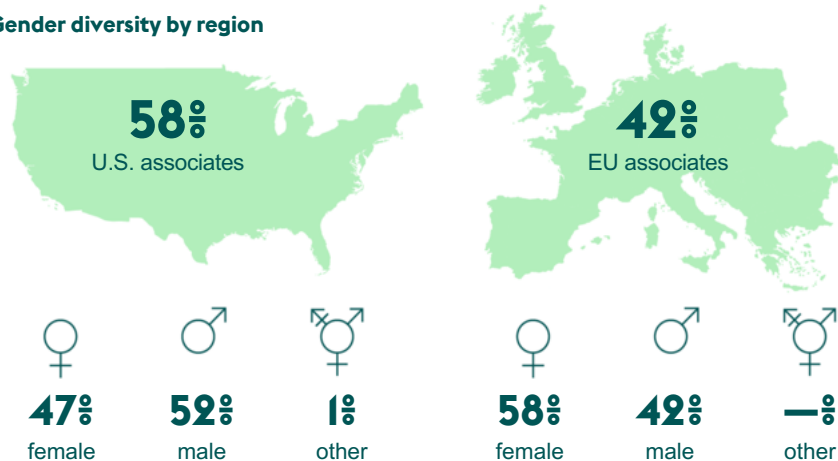 Gender diversity by region
58%
U.S. associates
42%
EU associates
47%
female
52%
male
1%
other
58%
female
42%
male
—%
other